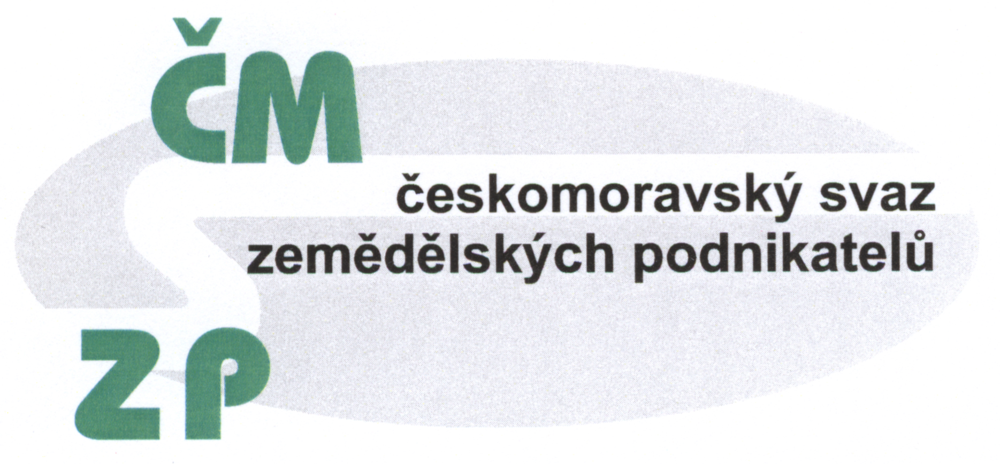 ČM
českomoravský svaz
zemědělských podnikatelů
ZP